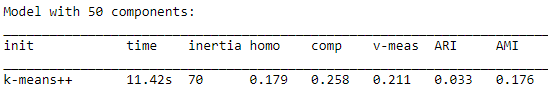 Model with 50 components:
init time inertia homo comp v-meas ARI AMI
k-means++ 11.42s 70 0.179 0.258 0.211 0.033 0.176